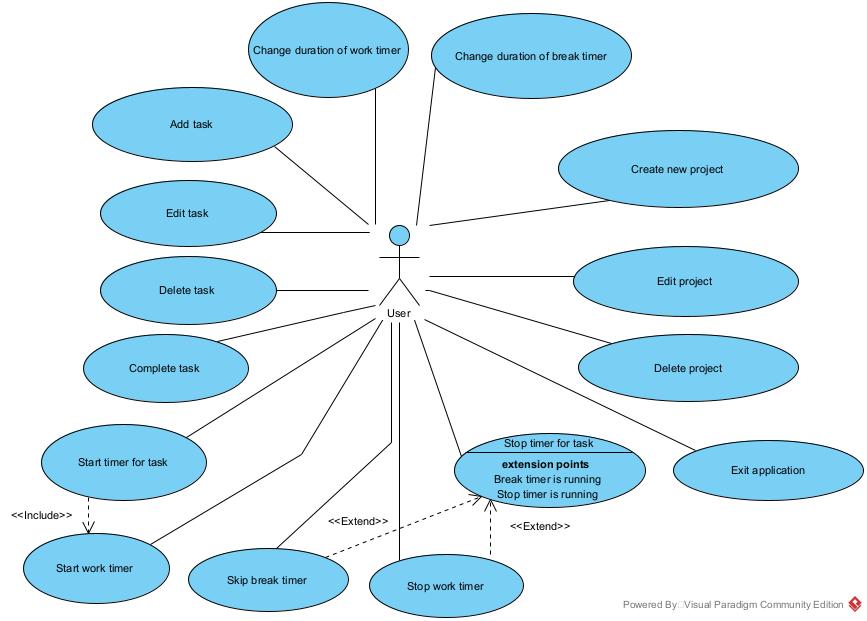 Change duration of work timer
Change duration of break timer
Add task
Create new project
Edit task
Edit project
Delete task
User
Complete task
Delete project
Start timer for task
Stop timer for task
extension points
Break timer is running
Stop timer is running
Exit application
<<Include>>
<<Extend>>
<<Extend>>
Start work timer
Skip break timer
Stop work timer
Powered By□Visual Paradigm Community Edition